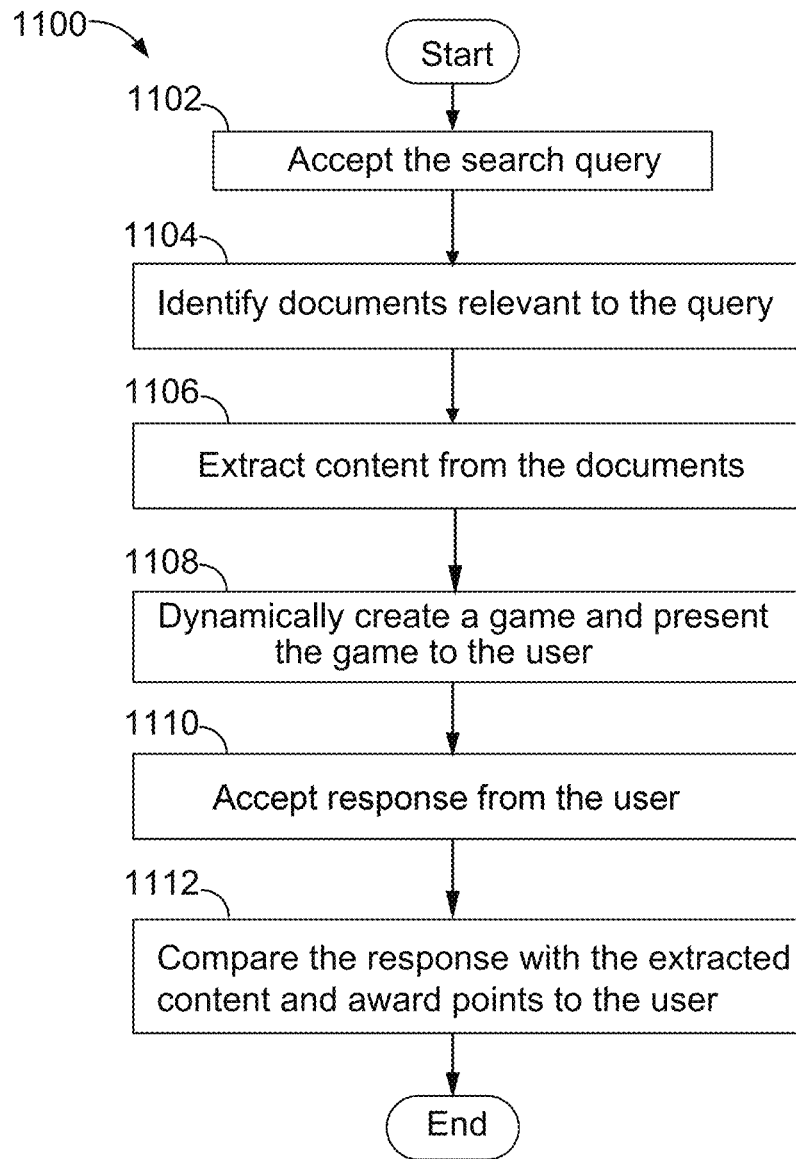 1100
Start
1102
Accept the search query
1104
Identify documents relevant to the query
1106
Extract content from the documents
1108
Dynamically create a game and present
the game to the user
1110
Accept response from the user
1112
Compare the response with the extracted
content and award points to the user
End